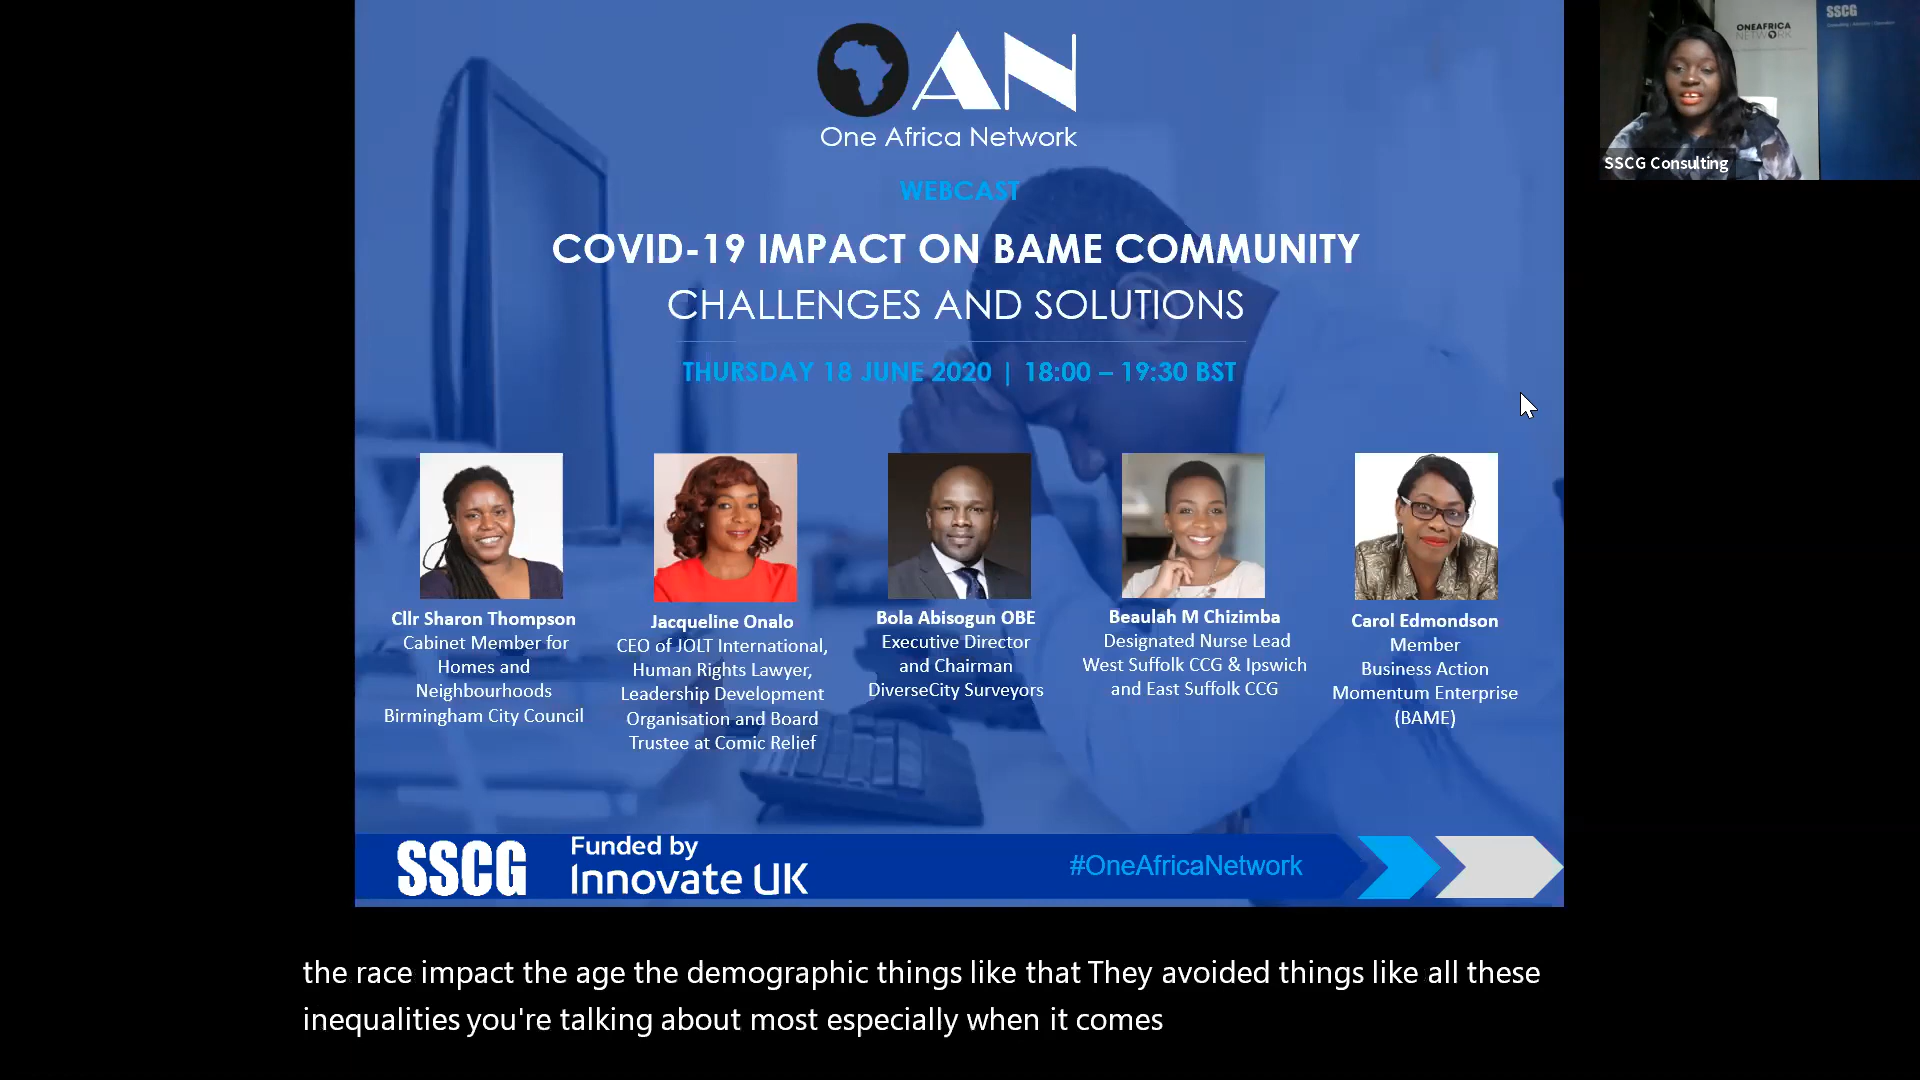 OAN
One Africa Network
WEBCAST
COVID-19 IMPACT ON BAME COMMUNITY
CHALLENGES AND SOLUTIONS
THURSDAY 18 JUNE 2020 | 18:00 – 19:30 BST
Cllr Sharon Thompson
Cabinet Member for
Homes and
Neighbourhoods
Birmingham City Council
Jacqueline Onalo
CEO of JOLT International,
Human Rights Lawyer,
Leadership Development
Organisation and Board
Trustee at Comic Relief
Bola Abisogun OBE
Executive Director
and Chairman
DiverseCity Surveyors
Beaulah M Chizimba
Designated Nurse Lead
West Suffolk CCG & Ipswich
and East Suffolk CCG
Carol Edmondson
Member
Business Action
Momentum Enterprise
(BAME)
SSCG
Funded by
Innovate UK
#OneAfricaNetwork
ONEAFRICA
NETWORK
SSCG
SSCG Consulting
the race impact the age the demographic things like that They avoided things like all these
inequalities you're talking about most especially when it comes